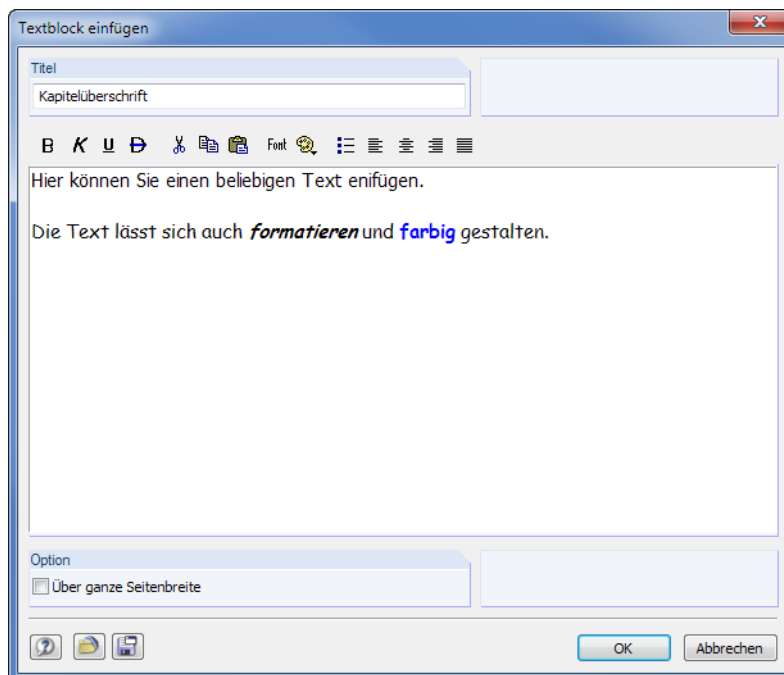 Textblock einfügen
Titel
Kapitelüberschrift
B K U D Font
Hier können Sie einen beliebigen Text enifügen.
Die Text lässt sich auch formatieren und farbig gestalten.
Option
Über ganze Seitenbreite
OK Abbrechen